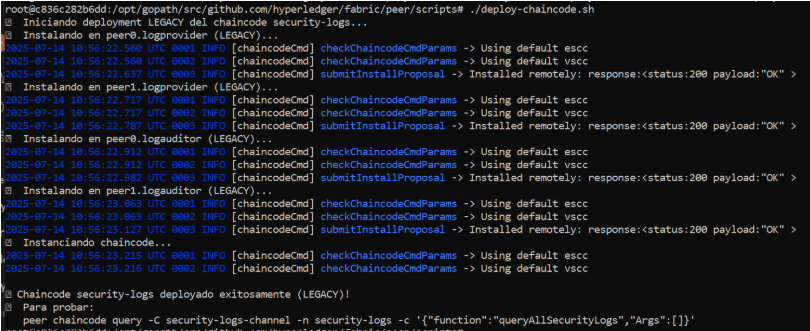 root@c836c282b6dd:/opt/gopath/src/github.com/hyperledger/fabric/peer/scripts# ./deploy-chaincode.sh
Iniciando deployment LEGACY del chaincode security-logs...
Instalando en peer0.logprovider (LEGACY)...
2025-07-14 10:56:22.560 UTC 0001 INFO [chaincodeCmd] checkChaincodeCmdParams -> Using default escc
2025-07-14 10:56:22.560 UTC 0002 INFO [chaincodeCmd] checkChaincodeCmdParams -> Using default vscc
2025-07-14 10:56:22.637 UTC 0003 INFO [chaincodeCmd] submitInstallProposal -> Installed remotely: response:<status:200 payload:"OK" >
Instalando en peer1.logprovider (LEGACY)...
2025-07-14 10:56:22.717 UTC 0001 INFO [chaincodeCmd] checkChaincodeCmdParams -> Using default escc
2025-07-14 10:56:22.717 UTC 0002 INFO [chaincodeCmd] checkChaincodeCmdParams -> Using default vscc
2025-07-14 10:56:22.787 UTC 0003 INFO [chaincodeCmd] submitInstallProposal -> Installed remotely: response:<status:200 payload:"OK" >
Instalando en peer0.logauditor (LEGACY)...
2025-07-14 10:56:22.912 UTC 0001 INFO [chaincodeCmd] checkChaincodeCmdParams -> Using default escc
2025-07-14 10:56:22.912 UTC 0002 INFO [chaincodeCmd] checkChaincodeCmdParams -> Using default vscc
2025-07-14 10:56:22.982 UTC 0003 INFO [chaincodeCmd] submitInstallProposal -> Installed remotely: response:<status:200 payload:"OK" >
Instalando en peer1.logauditor (LEGACY)...
2025-07-14 10:56:23.063 UTC 0001 INFO [chaincodeCmd] checkChaincodeCmdParams -> Using default escc
2025-07-14 10:56:23.063 UTC 0002 INFO [chaincodeCmd] checkChaincodeCmdParams -> Using default vscc
2025-07-14 10:56:23.127 UTC 0003 INFO [chaincodeCmd] submitInstallProposal -> Installed remotely: response:<status:200 payload:"OK" >
Instanciando chaincode...
2025-07-14 10:56:23.215 UTC 0001 INFO [chaincodeCmd] checkChaincodeCmdParams -> Using default escc
2025-07-14 10:56:23.216 UTC 0002 INFO [chaincodeCmd] checkChaincodeCmdParams -> Using default vscc
Chaincode security-logs deployado exitosamente (LEGACY)!
Para probar:
peer chaincode query -C security-logs-channel -n security-logs -c '{"function":"queryAllSecurityLogs","Args":[]}'